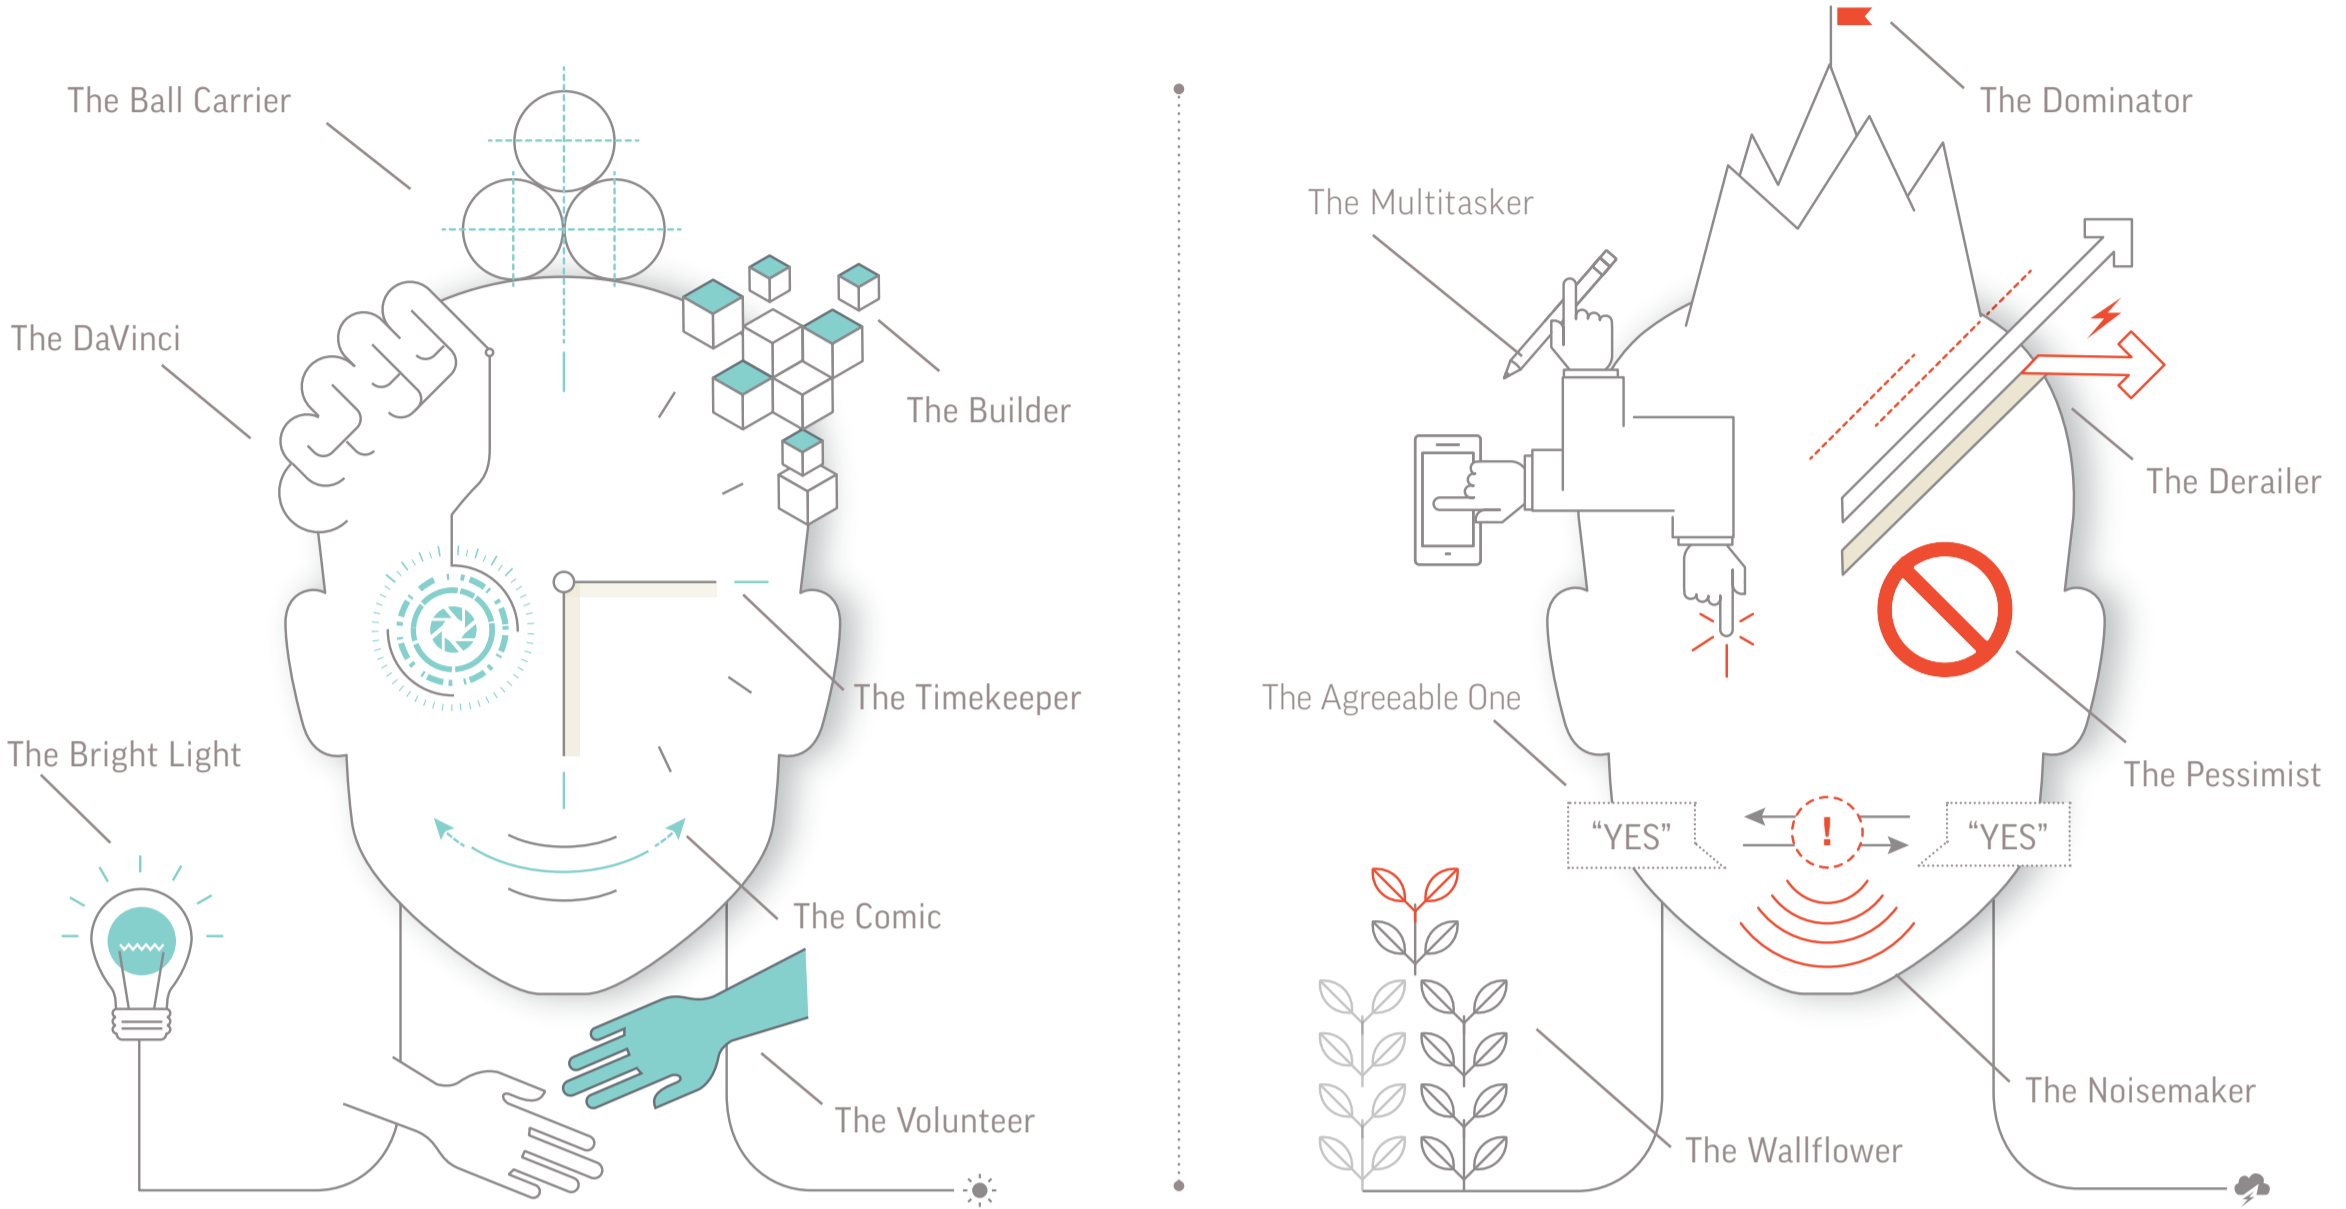 The Ball Carrier
The DaVinci
The Builder
The Timekeeper
The Bright Light
The Comic
The Volunteer
The Dominator
The Multitasker
The Derailer
The Agreeable One
The Pessimist
“YES”
!
“YES”
The Noisemaker
The Wallflower